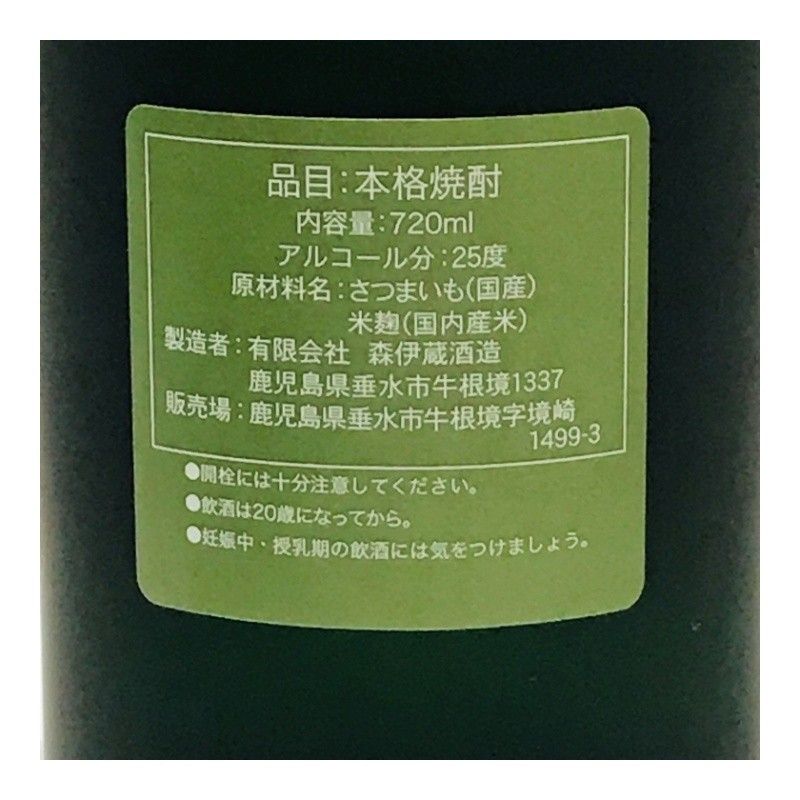 品目：本格焼酎
内容量：720ml
アルコール分：25度
原材料名：さつまいも（国産）
米麹（国内産米）
製造者：有限会社　森伊蔵酒造
鹿児島県垂水市牛根境1337
販売場：鹿児島県垂水市牛根境字境崎
1499-3
●開栓には十分注意してください。
●飲酒は20歳になってから。
●妊娠中・授乳期の飲酒には気をつけましょう。